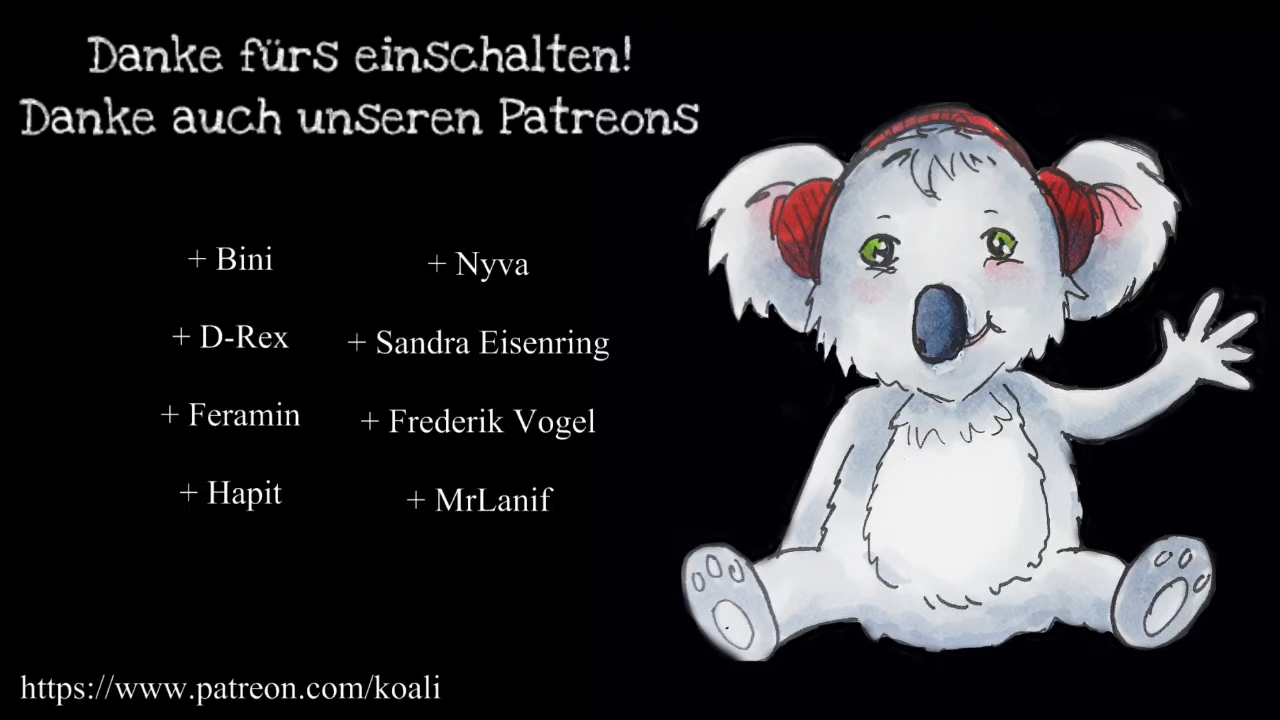 Danke fürs einschalten!
Danke auch unseren Patreons
+ Bini
+ D-Rex
+ Feramin
+ Hapit
+ Nyva
+ Sandra Eisenring
+ Frederik Vogel
+ MrLanif
https://www.patreon.com/koali